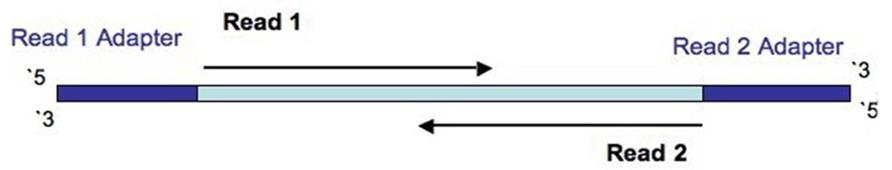 Read 1
Read 1 Adapter
Read 2 Adapter
`5
`3
`3
`5
Read 2